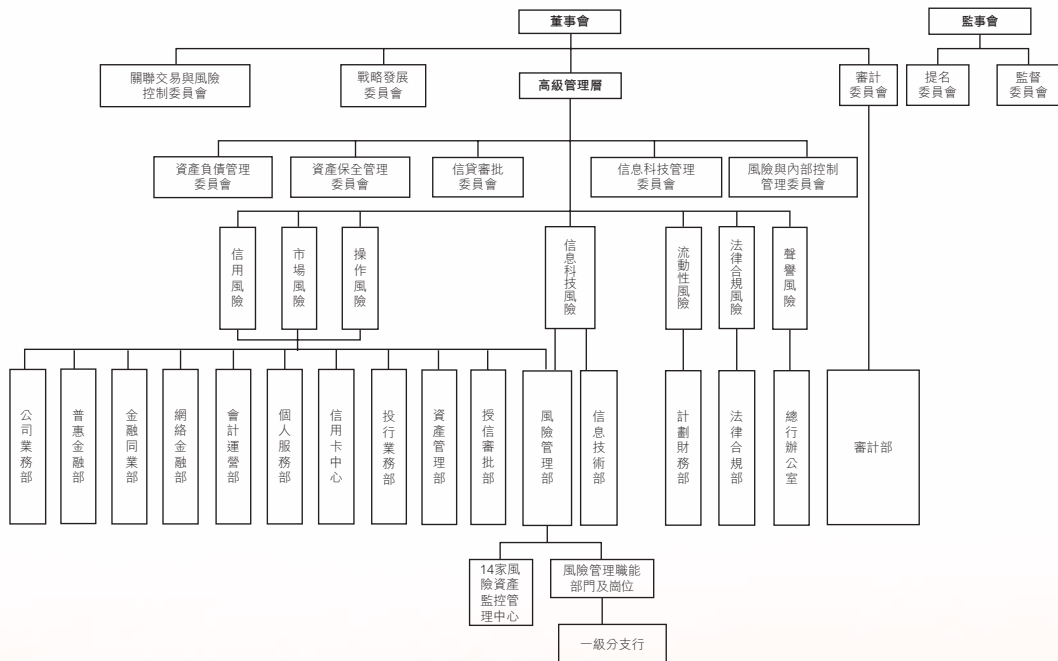 董事會
監事會
關聯交易與風險
控制委員會
戰略發展
委員會
高級管理層
審計
委員會
提名
委員會
監督
委員會
資產負債管理
委員會
資產保全管理
委員會
信貸審批
委員會
信息科技管理
委員會
風險與內部控制
管理委員會
信用風險
市場風險
操作風險
信息科技風險
流動性風險
法律合規風險
聲譽風險
公司業務部
普惠金融部
金融同業部
網絡金融部
會計運營部
個人服務部
信用卡中心
投行業務部
資產管理部
授信審批部
風險管理部
信息技術部
計劃財務部
法律合規部
總行辦公室
審計部
14家風
險資產
監控管
理中心
風險管理職能
部門及崗位
一級分支行